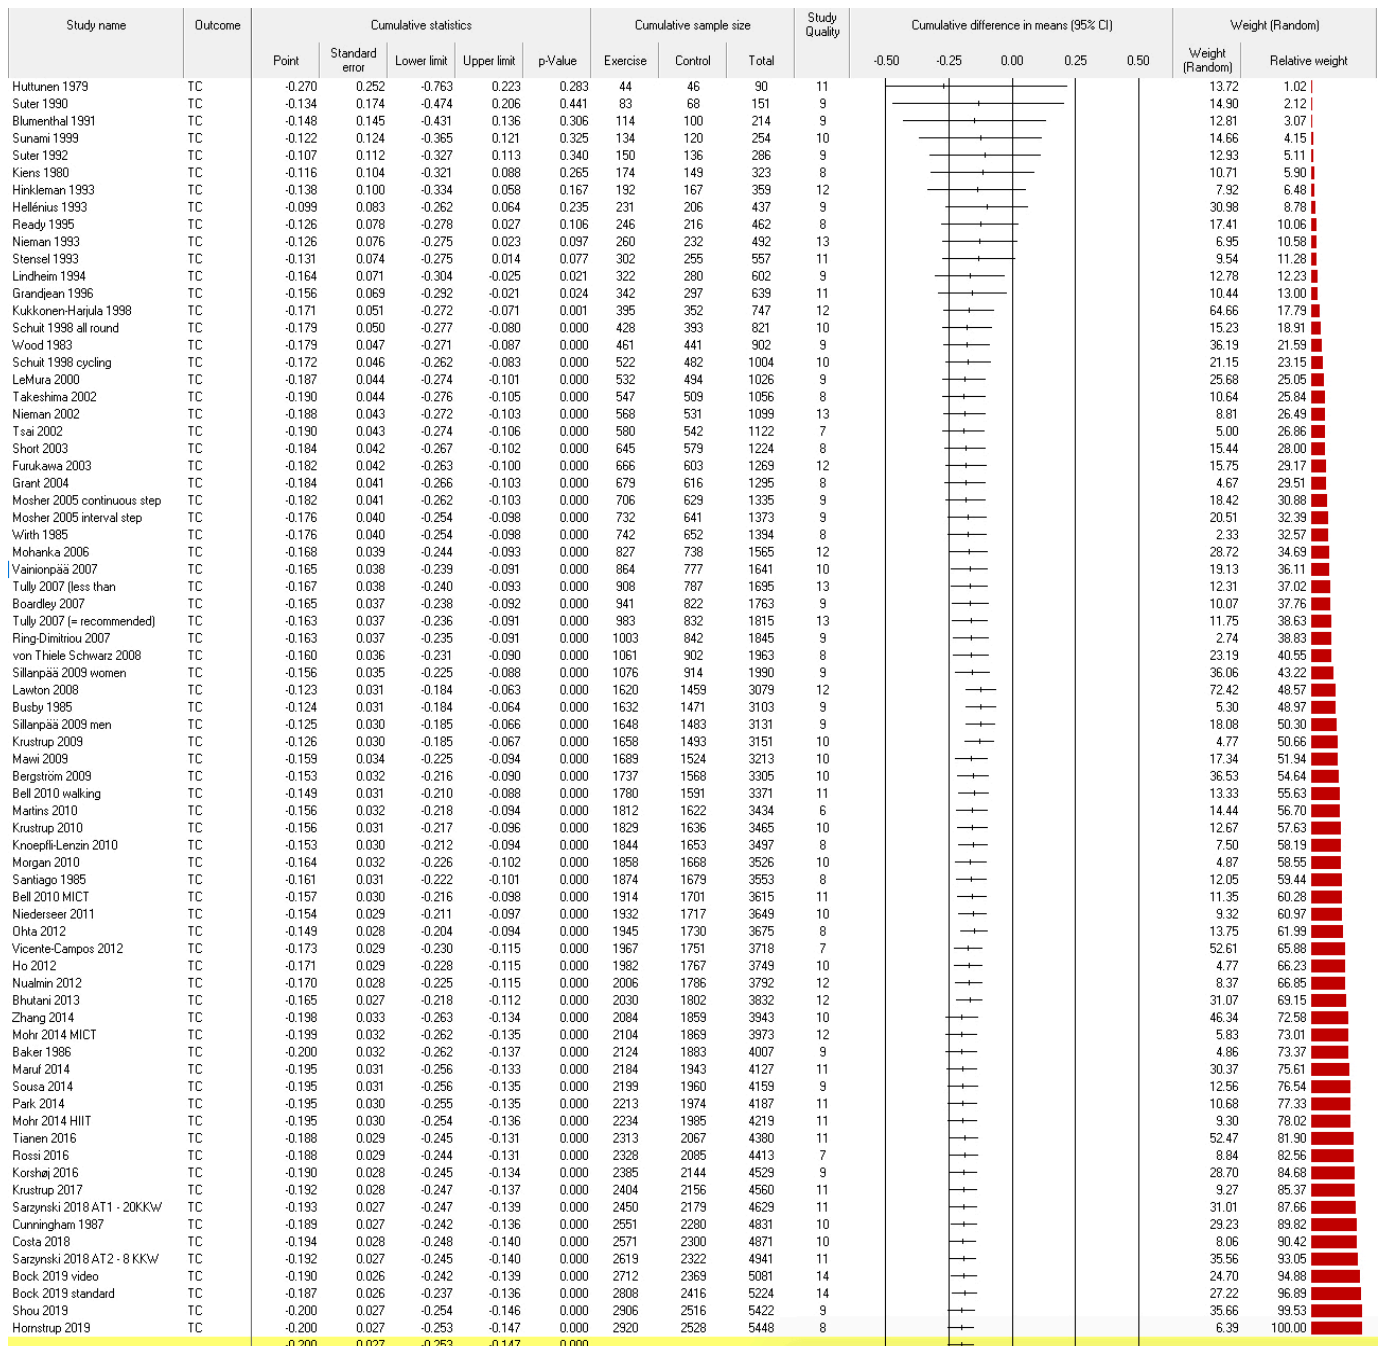 Study name Outcome Cumulative statistics Cumulative sample size Study Quality Cumulative difference in means (95% CI) Weight (Random)
Point Standard error Lower limit Upper limit p-Value Exercise Control Total -0.50 -0.25 0.00 0.25 0.50 Weight (Random) Relative weight
Huttunen 1979 TC -0.270 0.252 -0.763 0.223 0.283 44 46 90 11 13.72 1.02
Suter 1990 TC -0.134 0.174 -0.474 0.206 0.441 83 68 151 9 14.90 2.12
Blumenthal 1991 TC -0.148 0.145 -0.431 0.136 0.306 114 100 214 9 12.81 3.07
Sunami 1999 TC -0.122 0.124 -0.365 0.121 0.325 134 120 254 10 14.66 4.15
Suter 1992 TC -0.107 0.112 -0.327 0.113 0.340 150 136 286 9 12.93 5.11
Kiens 1980 TC -0.116 0.104 -0.321 0.088 0.265 174 149 323 8 10.71 5.90
Hinkleman 1993 TC -0.138 0.100 -0.334 0.058 0.167 192 167 359 12 7.92 6.48
Hellénius 1993 TC -0.099 0.083 -0.262 0.064 0.235 231 206 437 9 30.98 8.78
Ready 1995 TC -0.126 0.078 -0.278 0.027 0.106 246 216 462 8 17.41 10.06
Nieman 1993 TC -0.126 0.076 -0.275 0.023 0.097 260 232 492 13 6.95 10.58
Stensel 1993 TC -0.131 0.074 -0.275 0.014 0.077 302 255 557 11 9.54 11.28
Lindheim 1994 TC -0.164 0.071 -0.304 -0.025 0.021 322 280 602 9 12.78 12.23
Grandjean 1996 TC -0.156 0.069 -0.292 -0.021 0.024 342 297 639 11 10.44 13.00
Kukkonen-Harjula 1998 TC -0.171 0.051 -0.272 -0.071 0.001 395 352 747 12 64.66 17.79
Schuit 1998 all round TC -0.179 0.050 -0.277 -0.080 0.000 428 393 821 10 15.23 18.91
Wood 1983 TC -0.179 0.047 -0.271 -0.087 0.000 461 441 902 9 36.19 21.59
Schuit 1998 cycling TC -0.172 0.046 -0.262 -0.083 0.000 522 482 1004 10 21.15 23.15
LeMura 2000 TC -0.187 0.044 -0.274 -0.101 0.000 532 494 1026 9 25.68 25.05
Takeshima 2002 TC -0.190 0.044 -0.276 -0.105 0.000 547 509 1056 8 10.64 25.84
Nieman 2002 TC -0.188 0.043 -0.272 -0.103 0.000 568 531 1099 13 8.81 26.49
Tsai 2002 TC -0.190 0.043 -0.274 -0.106 0.000 580 542 1122 7 5.00 26.86
Short 2003 TC -0.184 0.042 -0.267 -0.102 0.000 645 579 1224 8 15.44 28.00
Furukawa 2003 TC -0.182 0.042 -0.263 -0.100 0.000 666 603 1269 12 15.75 29.17
Grant 2004 TC -0.184 0.041 -0.266 -0.103 0.000 679 616 1295 8 4.67 29.51
Mosher 2005 continuous step TC -0.182 0.041 -0.262 -0.103 0.000 706 629 1335 9 18.42 30.88
Mosher 2005 interval step TC -0.176 0.040 -0.254 -0.098 0.000 732 641 1373 9 20.51 32.39
Wirth 1985 TC -0.176 0.040 -0.254 -0.098 0.000 742 652 1394 8 2.33 32.57
Mohanka 2006 TC -0.168 0.039 -0.244 -0.093 0.000 827 738 1565 12 28.72 34.69
Vainionpää 2007 TC -0.165 0.038 -0.239 -0.091 0.000 864 777 1641 10 19.13 36.11
Tully 2007 (less than TC -0.167 0.038 -0.240 -0.093 0.000 908 787 1695 13 12.31 37.02
Boardley 2007 TC -0.165 0.037 -0.238 -0.092 0.000 941 822 1763 9 10.07 37.76
Tully 2007 (= recommended) TC -0.163 0.037 -0.236 -0.091 0.000 983 832 1815 13 11.75 38.63
Ring-Dimitriou 2007 TC -0.163 0.037 -0.235 -0.091 0.000 1003 842 1845 9 2.74 38.83
von Thiele Schwarz 2008 TC -0.160 0.036 -0.231 -0.090 0.000 1061 902 1963 8 23.19 40.55
Sillanpää 2009 women TC -0.156 0.035 -0.225 -0.088 0.000 1076 914 1990 9 36.06 43.22
Lawton 2008 TC -0.123 0.031 -0.184 -0.063 0.000 1620 1459 3079 12 72.42 48.57
Busby 1985 TC -0.124 0.031 -0.184 -0.064 0.000 1632 1471 3103 9 5.30 48.97
Sillanpää 2009 men TC -0.125 0.030 -0.185 -0.066 0.000 1648 1483 3131 9 18.08 50.30
Krustrup 2009 TC -0.126 0.030 -0.185 -0.067 0.000 1658 1493 3151 10 4.77 50.66
Mawi 2009 TC -0.159 0.034 -0.225 -0.094 0.000 1689 1524 3213 10 17.34 51.94
Bergström 2009 TC -0.153 0.032 -0.216 -0.090 0.000 1737 1568 3305 10 36.53 54.64
Bell 2010 walking TC -0.149 0.031 -0.210 -0.088 0.000 1780 1591 3371 11 13.33 55.63
Martins 2010 TC -0.156 0.032 -0.218 -0.094 0.000 1812 1622 3434 6 14.44 56.70
Krustrup 2010 TC -0.156 0.031 -0.217 -0.096 0.000 1829 1636 3465 10 12.67 57.63
Knoepfli-Lenzin 2010 TC -0.153 0.030 -0.212 -0.094 0.000 1844 1653 3497 8 7.50 58.19
Morgan 2010 TC -0.164 0.032 -0.226 -0.102 0.000 1858 1668 3526 10 4.87 58.55
Santiago 1985 TC -0.161 0.031 -0.222 -0.101 0.000 1874 1679 3553 8 12.05 59.44
Bell 2010 MICT TC -0.157 0.030 -0.216 -0.098 0.000 1914 1701 3615 11 11.35 60.28
Niederseer 2011 TC -0.154 0.029 -0.211 -0.097 0.000 1932 1717 3649 10 9.32 60.97
Ohta 2012 TC -0.149 0.028 -0.204 -0.094 0.000 1945 1730 3675 8 13.75 61.99
Vicente-Campos 2012 TC -0.173 0.029 -0.230 -0.115 0.000 1967 1751 3718 7 52.61 65.88
Ho 2012 TC -0.171 0.029 -0.228 -0.115 0.000 1982 1767 3749 10 4.77 66.23
Nualmin 2012 TC -0.170 0.028 -0.225 -0.115 0.000 2006 1786 3792 12 8.37 66.85
Bhutani 2013 TC -0.165 0.027 -0.218 -0.112 0.000 2030 1802 3832 12 31.07 69.15
Zhang 2014 TC -0.198 0.033 -0.263 -0.134 0.000 2084 1859 3943 10 46.34 72.58
Mohr 2014 MICT TC -0.199 0.032 -0.262 -0.135 0.000 2104 1869 3973 12 5.83 73.01
Baker 1986 TC -0.200 0.032 -0.262 -0.137 0.000 2124 1883 4007 9 4.86 73.37
Maruf 2014 TC -0.195 0.031 -0.256 -0.133 0.000 2184 1943 4127 11 30.37 75.61
Sousa 2014 TC -0.195 0.031 -0.256 -0.135 0.000 2199 1960 4159 9 12.56 76.54
Park 2014 TC -0.195 0.030 -0.255 -0.135 0.000 2213 1974 4187 11 10.68 77.33
Mohr 2014 HIIT TC -0.195 0.030 -0.254 -0.136 0.000 2234 1985 4219 11 9.30 78.02
Tianen 2016 TC -0.188 0.029 -0.245 -0.131 0.000 2313 2067 4380 11 52.47 81.90
Rossi 2016 TC -0.188 0.029 -0.244 -0.131 0.000 2328 2085 4413 7 8.84 82.56
Korshøj 2016 TC -0.190 0.028 -0.245 -0.134 0.000 2385 2144 4529 9 28.70 84.68
Krustrup 2017 TC -0.192 0.028 -0.247 -0.137 0.000 2404 2156 4560 11 9.27 85.37
Sarzynski 2018 AT1 - 20KKW TC -0.193 0.027 -0.247 -0.139 0.000 2450 2179 4629 11 31.01 87.66
Cunningham 1987 TC -0.189 0.027 -0.242 -0.136 0.000 2551 2280 4831 10 29.23 89.82
Costa 2018 TC -0.194 0.028 -0.248 -0.140 0.000 2571 2300 4871 10 8.06 90.42
Sarzynski 2018 AT2 - 8 KKW TC -0.192 0.027 -0.245 -0.140 0.000 2619 2322 4941 11 35.56 93.05
Bock 2019 video TC -0.190 0.026 -0.242 -0.139 0.000 2712 2369 5081 14 24.70 94.88
Bock 2019 standard TC -0.187 0.026 -0.237 -0.136 0.000 2808 2416 5224 14 27.22 96.89
Shou 2019 TC -0.200 0.027 -0.254 -0.146 0.000 2906 2516 5422 9 35.66 99.53
Hornstrup 2019 TC -0.200 0.027 -0.253 -0.147 0.000 2920 2528 5448 8 6.39 100.00
-0.200 0.027 -0.253 -0.147 0.000